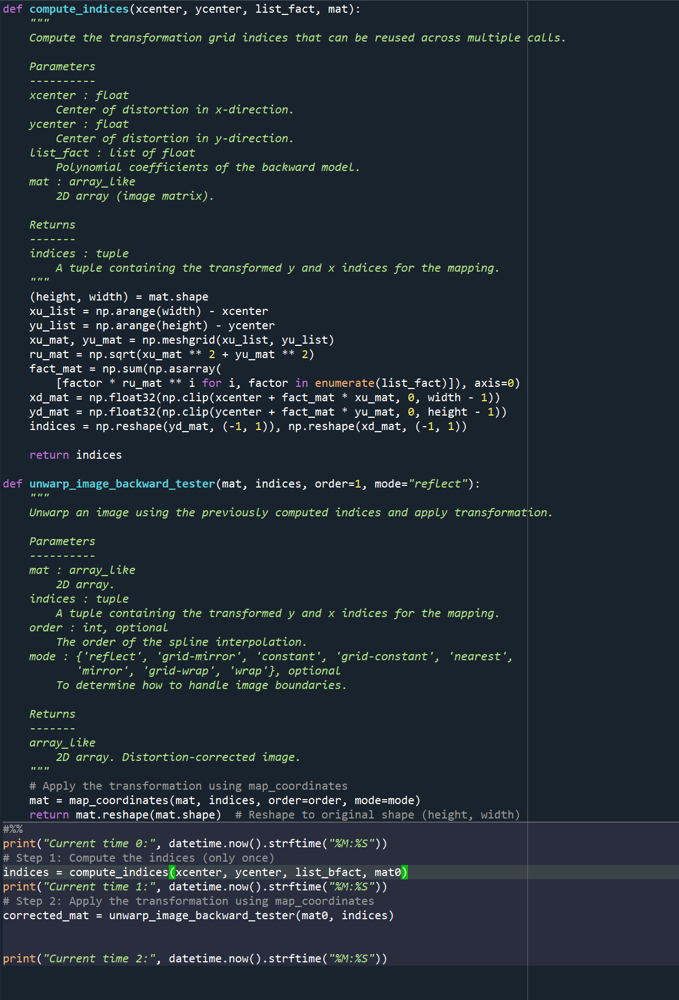 def compute_indices(xcenter, ycenter, list_fact, mat):
    """
    Compute the transformation grid indices that can be reused across multiple calls.

    Parameters
    ----------
    xcenter : float
        Center of distortion in x-direction.
    ycenter : float
        Center of distortion in y-direction.
    list_fact : list of float
        Polynomial coefficients of the backward model.
    mat : array_like
        2D array (image matrix).

    Returns
    -------
    indices : tuple
        A tuple containing the transformed y and x indices for the mapping.
    """
    (height, width) = mat.shape
    xu_list = np.arange(width) - xcenter
    yu_list = np.arange(height) - ycenter
    xu_mat, yu_mat = np.meshgrid(xu_list, yu_list)
    ru_mat = np.sqrt(xu_mat ** 2 + yu_mat ** 2)
    fact_mat = np.sum(np.asarray(
        [factor * ru_mat ** i for i, factor in enumerate(list_fact)]), axis=0)
    xd_mat = np.float32(np.clip(xcenter + fact_mat * xu_mat, 0, width - 1))
    yd_mat = np.float32(np.clip(ycenter + fact_mat * yu_mat, 0, height - 1))
    indices = np.reshape(yd_mat, (-1, 1)), np.reshape(xd_mat, (-1, 1))

    return indices

def unwarp_image_backward_tester(mat, indices, order=1, mode="reflect"):
    """
    Unwarp an image using the previously computed indices and apply transformation.

    Parameters
    ----------
    mat : array_like
        2D array.
    indices : tuple
        A tuple containing the transformed y and x indices for the mapping.
    order : int, optional
        The order of the spline interpolation.
    mode : {'reflect', 'grid-mirror', 'constant', 'grid-constant', 'nearest',
           'mirror', 'grid-wrap', 'wrap'}, optional
        To determine how to handle image boundaries.

    Returns
    -------
    array_like
        2D array. Distortion-corrected image.
    """
    # Apply the transformation using map_coordinates
    mat = map_coordinates(mat, indices, order=order, mode=mode)
    return mat.reshape(mat.shape)  # Reshape to original shape (height, width)
#%%
print("Current time 0:", datetime.now().strftime("%M:%S"))
# Step 1: Compute the indices (only once)
indices = compute_indices(xcenter, ycenter, list_bfact, mat0)
print("Current time 1:", datetime.now().strftime("%M:%S"))
# Step 2: Apply the transformation using map_coordinates
corrected_mat = unwarp_image_backward_tester(mat0, indices)


print("Current time 2:", datetime.now().strftime("%M:%S"))